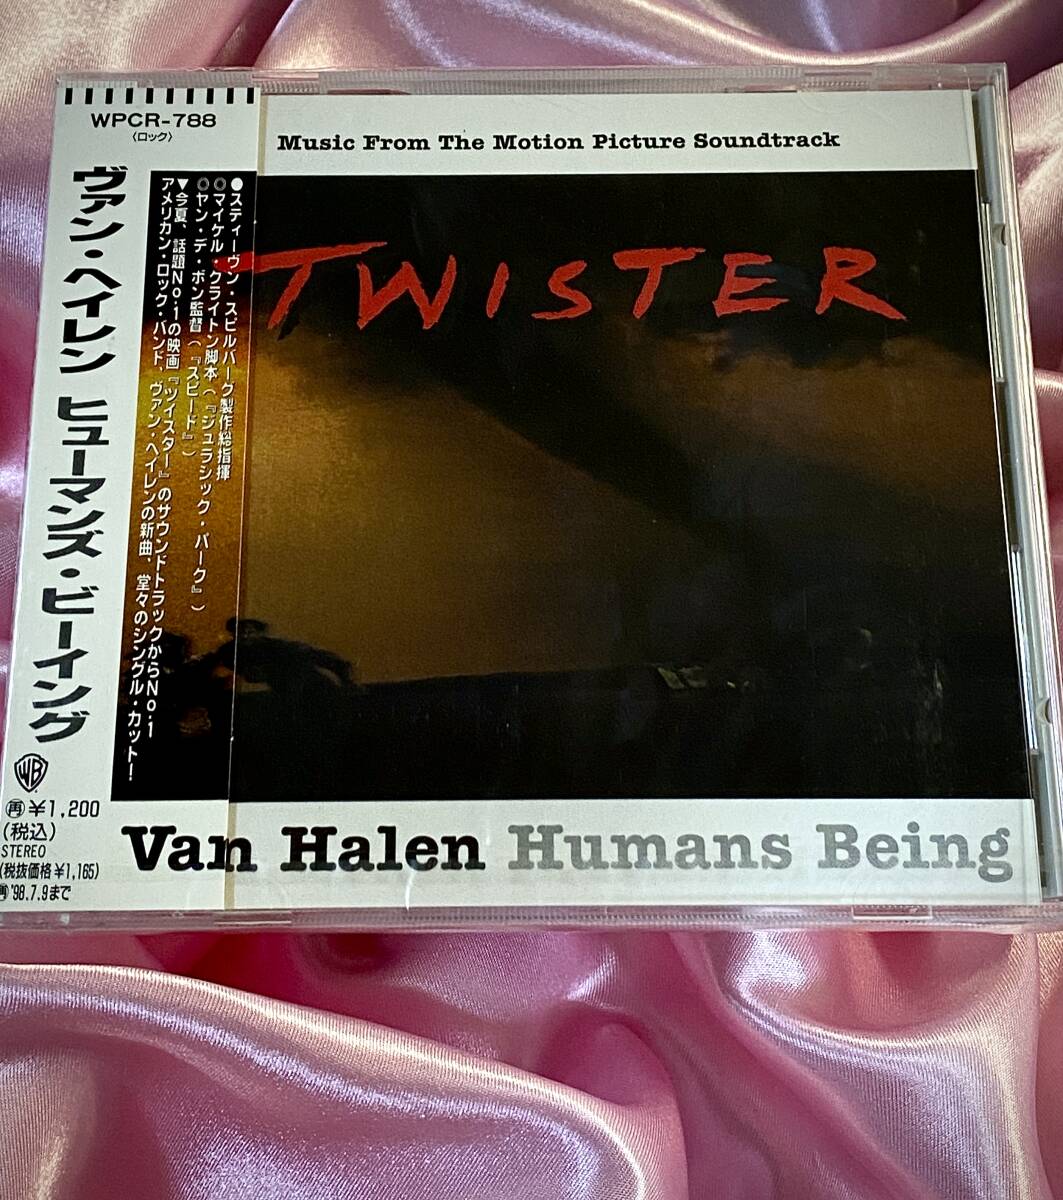 WPCR-788
〈ロック〉
ヴァン・ヘイレン ヒューマンズ・ビーイング
●スティーヴン・スピルバーグ製作総指揮
◎マイケル・クライトン脚本(『ジュラシック・パーク』)
◎ヤン・デ・ボン監督(『スピード』)
▼今夏、話題No.1の映画『ツイスター』のサウンドトラックからNo.1
アメリカン・ロック・バンド、ヴァン・ヘイレンの新曲、堂々のシングル・カット!
WB
再¥1,200
(税込)
STEREO
(税抜価格¥1,165)
再'98.7.9まで
Music From The Motion Picture Soundtrack
TWISTER
Van Halen Humans Being